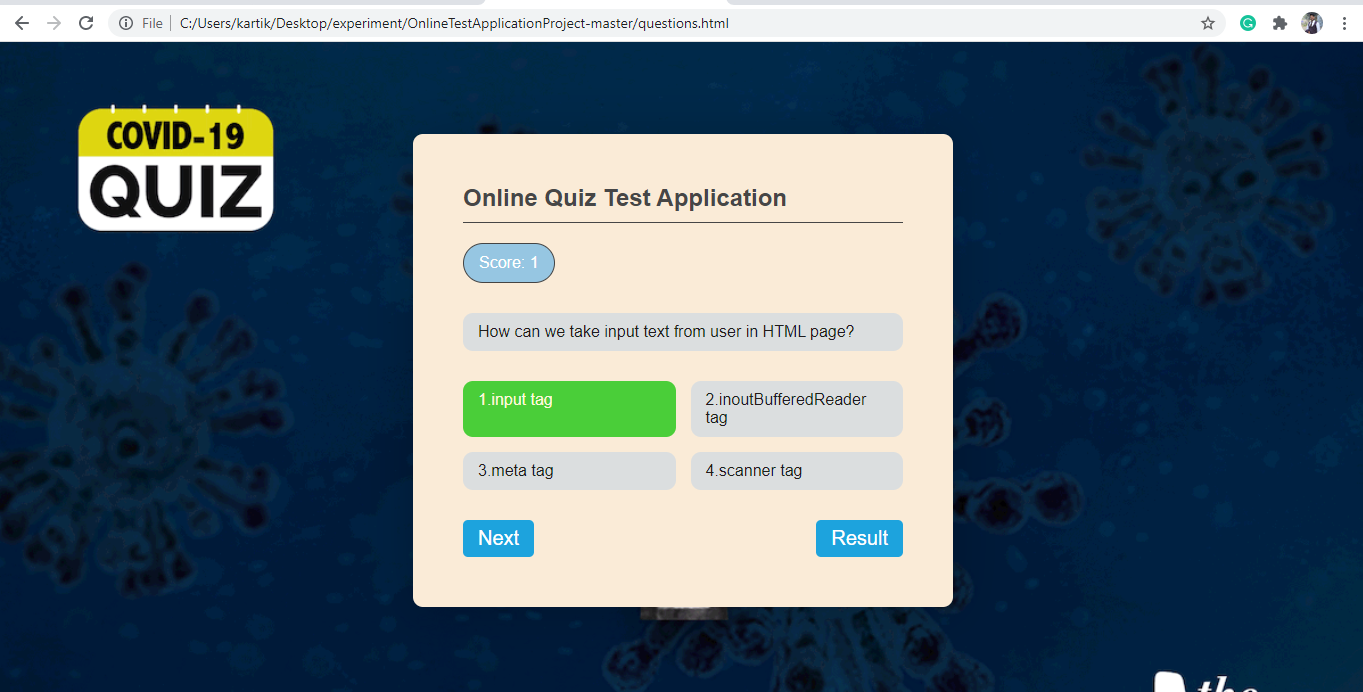 File
C:/Users/kartik/Desktop/experiment/OnlineTestApplicationProject-master/questions.html
COVID-19
QUIZ
Online Quiz Test Application
Score: 1
How can we take input text from user in HTML page?
1.input tag
2.inoutBufferedReader
tag
3.meta tag
4.scanner tag
Next
Result
the